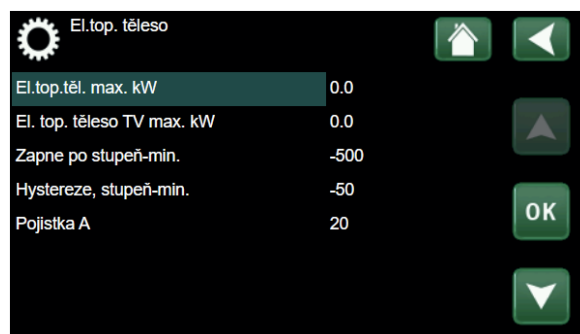 El.top. těleso
El.top.těl. max. kW 0.0
El. top. těleso TV max. kW 0.0
Zapne po stupeň-min. -500
Hystereze, stupeň-min. -50
Pojistka A 20
OK